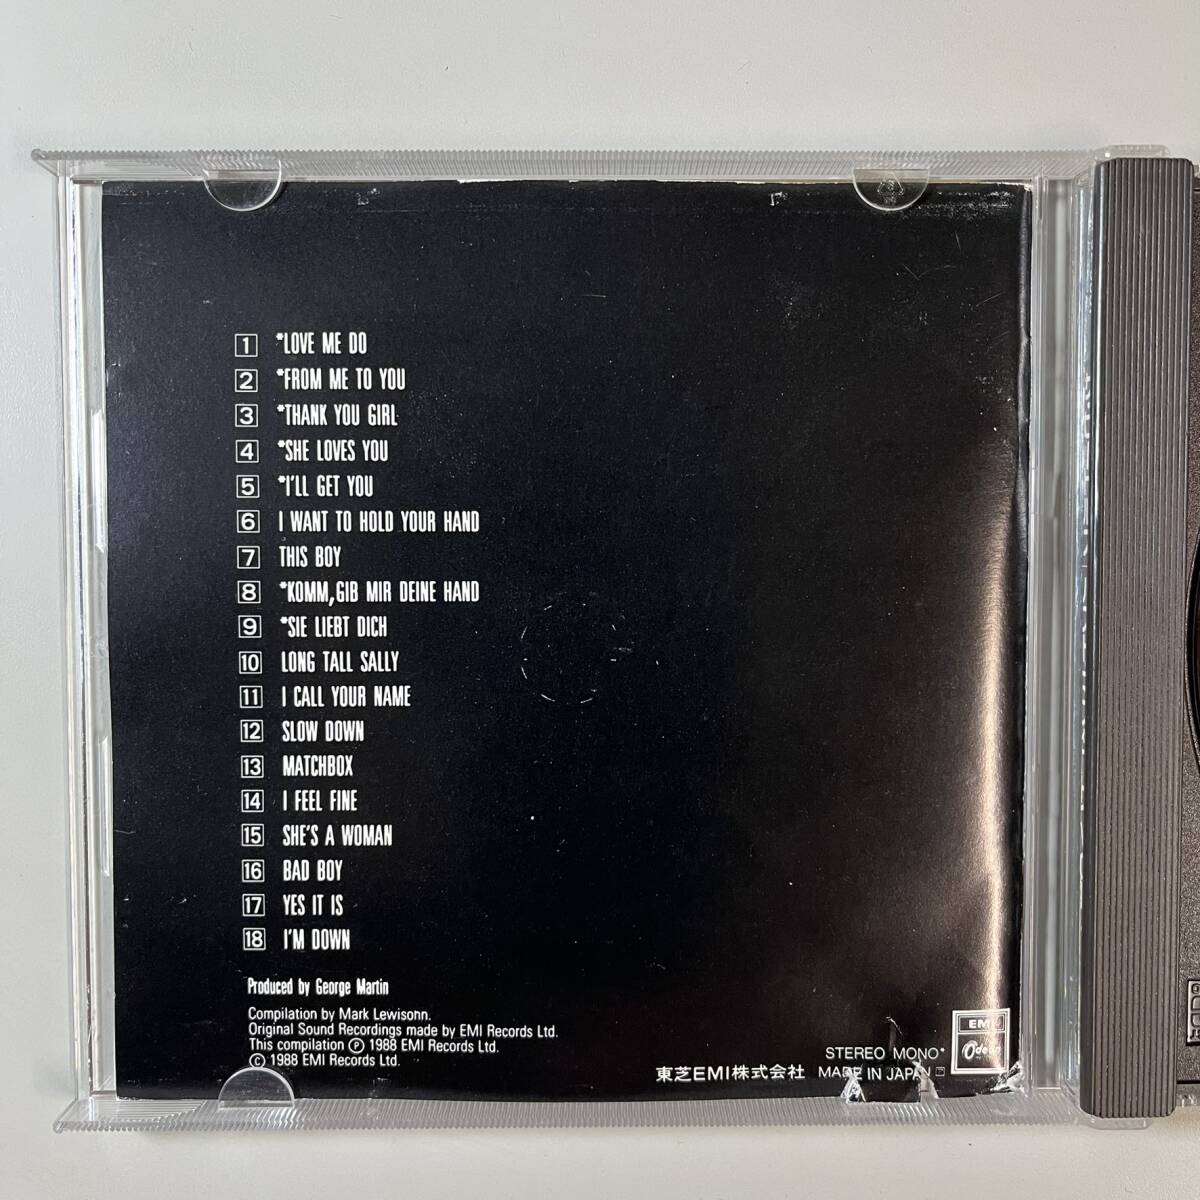 1 *LOVE ME DO
2 *FROM ME TO YOU
3 *THANK YOU GIRL
4 *SHE LOVES YOU
5 *I'LL GET YOU
6 I WANT TO HOLD YOUR HAND
7 THIS BOY
8 *KOMM,GIB MIR DEINE HAND
9 *SIE LIEBT DICH
10 LONG TALL SALLY
11 I CALL YOUR NAME
12 SLOW DOWN
13 MATCHBOX
14 I FEEL FINE
15 SHE'S A WOMAN
16 BAD BOY
17 YES IT IS
18 I'M DOWN
Produced by George Martin
Compilation by Mark Lewisohn.
Original Sound Recordings made by EMI Records Ltd.
This compilation Ⓟ 1988 EMI Records Ltd.
© 1988 EMI Records Ltd.
STEREO MONO*
東芝EMI株式会社 MADE IN JAPAN
EMI
Odeon